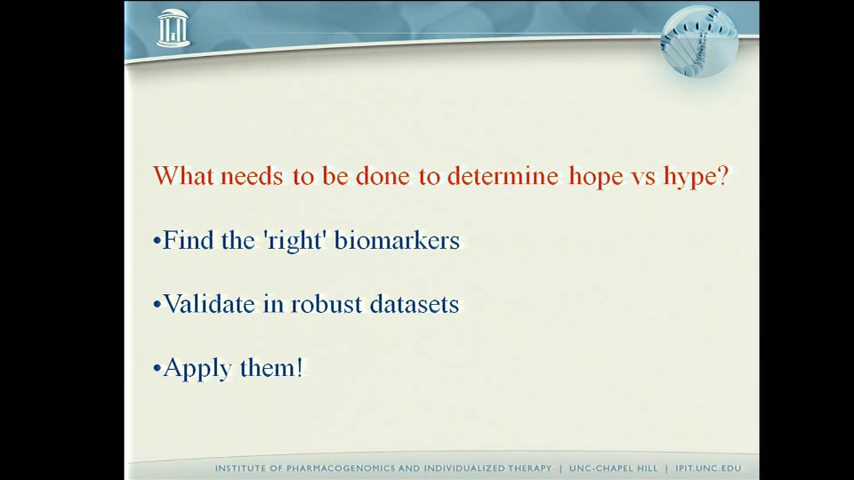 What needs to be done to determine hope vs hype?
•Find the 'right' biomarkers
•Validate in robust datasets
•Apply them!
INSTITUTE OF PHARMACOGENOMICS AND INDIVIDUALIZED THERAPY | UNC-CHAPEL HILL | IPIT.UNC.EDU